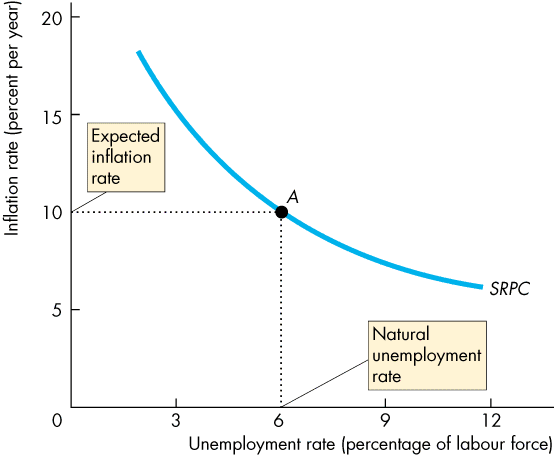 Inflation rate (percent per year)
20
15
Expected
inflation
rate
A
10
5
SRPC
Natural
unemployment
rate
0
3
6
9
12
Unemployment rate (percentage of labour force)